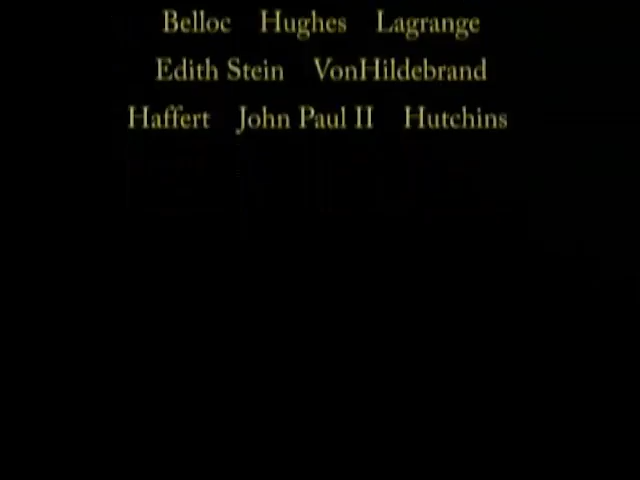 Belloc Hughes Lagrange
Edith Stein VonHildebrand
Haffert John Paul II Hutchins